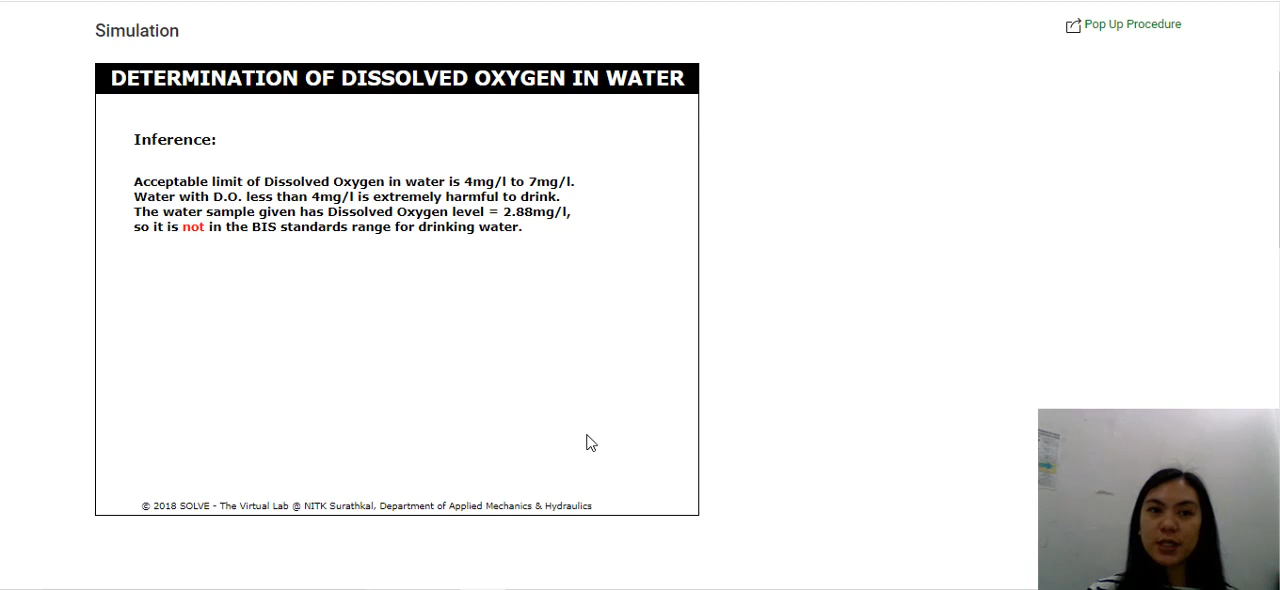 Simulation
Pop Up Procedure
DETERMINATION OF DISSOLVED OXYGEN IN WATER
Inference:
Acceptable limit of Dissolved Oxygen in water is 4mg/l to 7mg/l.
Water with D.O. less than 4mg/l is extremely harmful to drink.
The water sample given has Dissolved Oxygen level = 2.88mg/l,
so it is not in the BIS standards range for drinking water.
© 2018 SOLVE - The Virtual Lab @ NITK Surathkal, Department of Applied Mechanics & Hydraulics